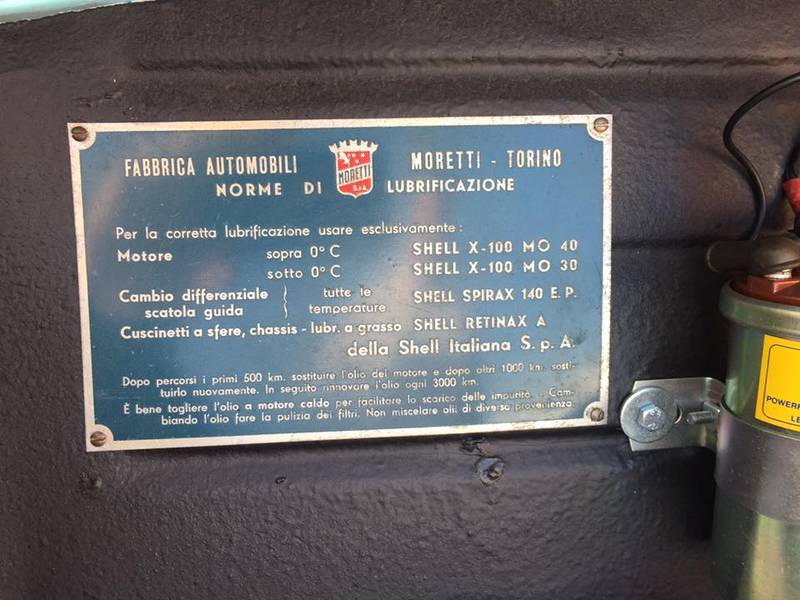 FABBRICA AUTOMOBILI MORETTI - TORINO
MORETTI
S.p.A.
NORME DI LUBRIFICAZIONE
Per la corretta lubrificazione usare esclusivamente:
Motore sopra 0° C SHELL X-100 MO 40
sotto 0° C SHELL X-100 MO 30
Cambio differenziale tutte le
scatola guida temperature SHELL SPIRAX 140 E.P.
Cuscinetti a sfere, chassis - lubr. a grasso SHELL RETINAX A
della Shell Italiana S.p.A.
Dopo percorsi i primi 500 km. sostituire l'olio del motore e dopo altri 1000 km. sosti-
tuirlo nuovamente. In seguito rinnovare l'olio ogni 3000 km.
È bene togliere l'olio a motore caldo per facilitare lo scarico delle impurità. Cam-
biando l'olio fare la pulizia dei filtri. Non miscelare olii di diversa provenienza.
POWERF
LE